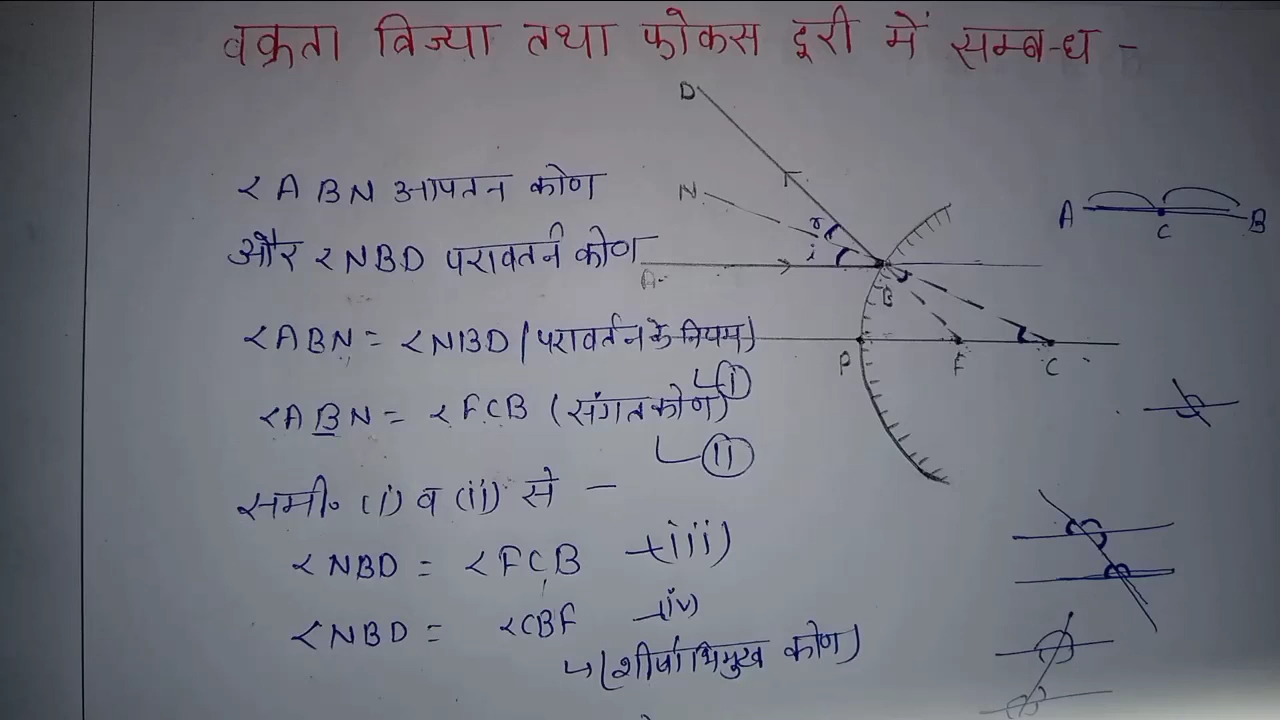 वक्रता त्रिज्या तथा फोकस दूरी में सम्बन्ध -
D
<ABN आपतन कोण
N
A C B
r
और <NBD परावर्तन कोण
i
A
B
<ABN = <NBD (परावर्तन के नियम)
P F C
(i)
<ABN = <FCB (संगत कोण)
(ii)
समी० (i) व (ii) से -
<NBD = <FCB -(iii)
<NBD = <CBF -(iv)
(शीर्षाभिमुख कोण)